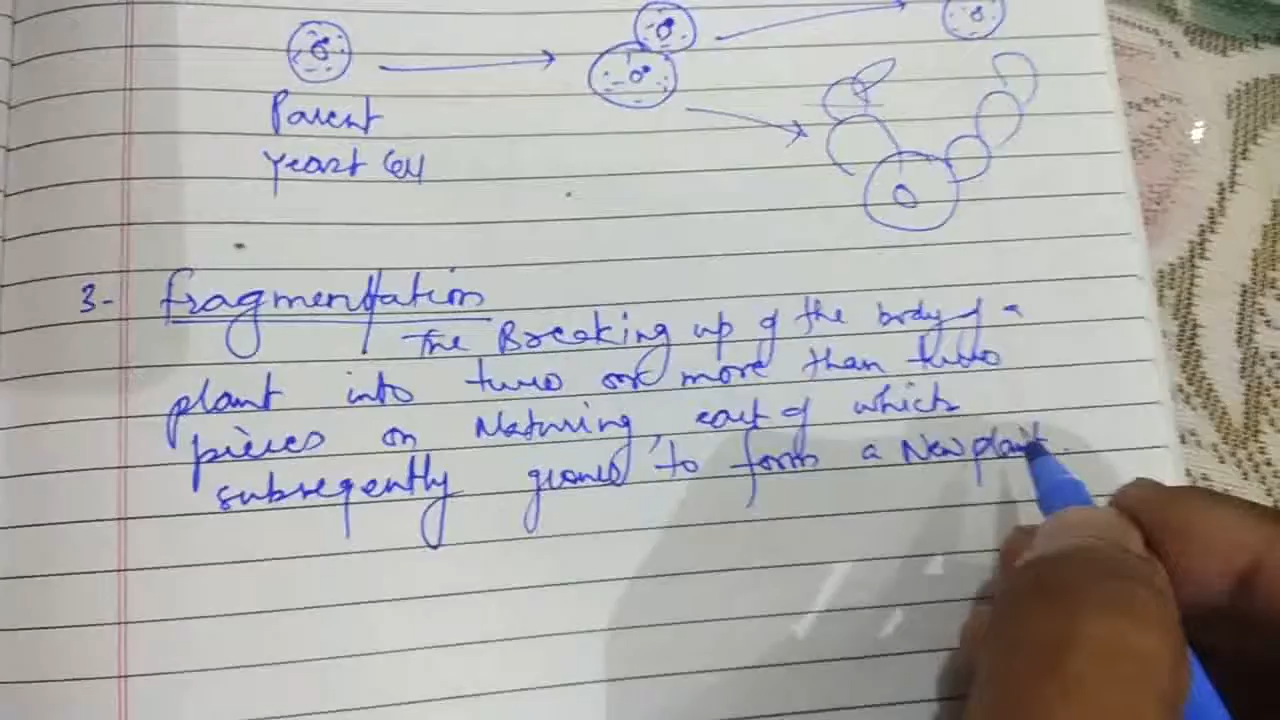 Parent
Yeast Cell
3- fragmentation
The Breaking up of the body of a
plant into two or more than two
pieces on Maturing, each of which
subseqently grows to form a New plant.